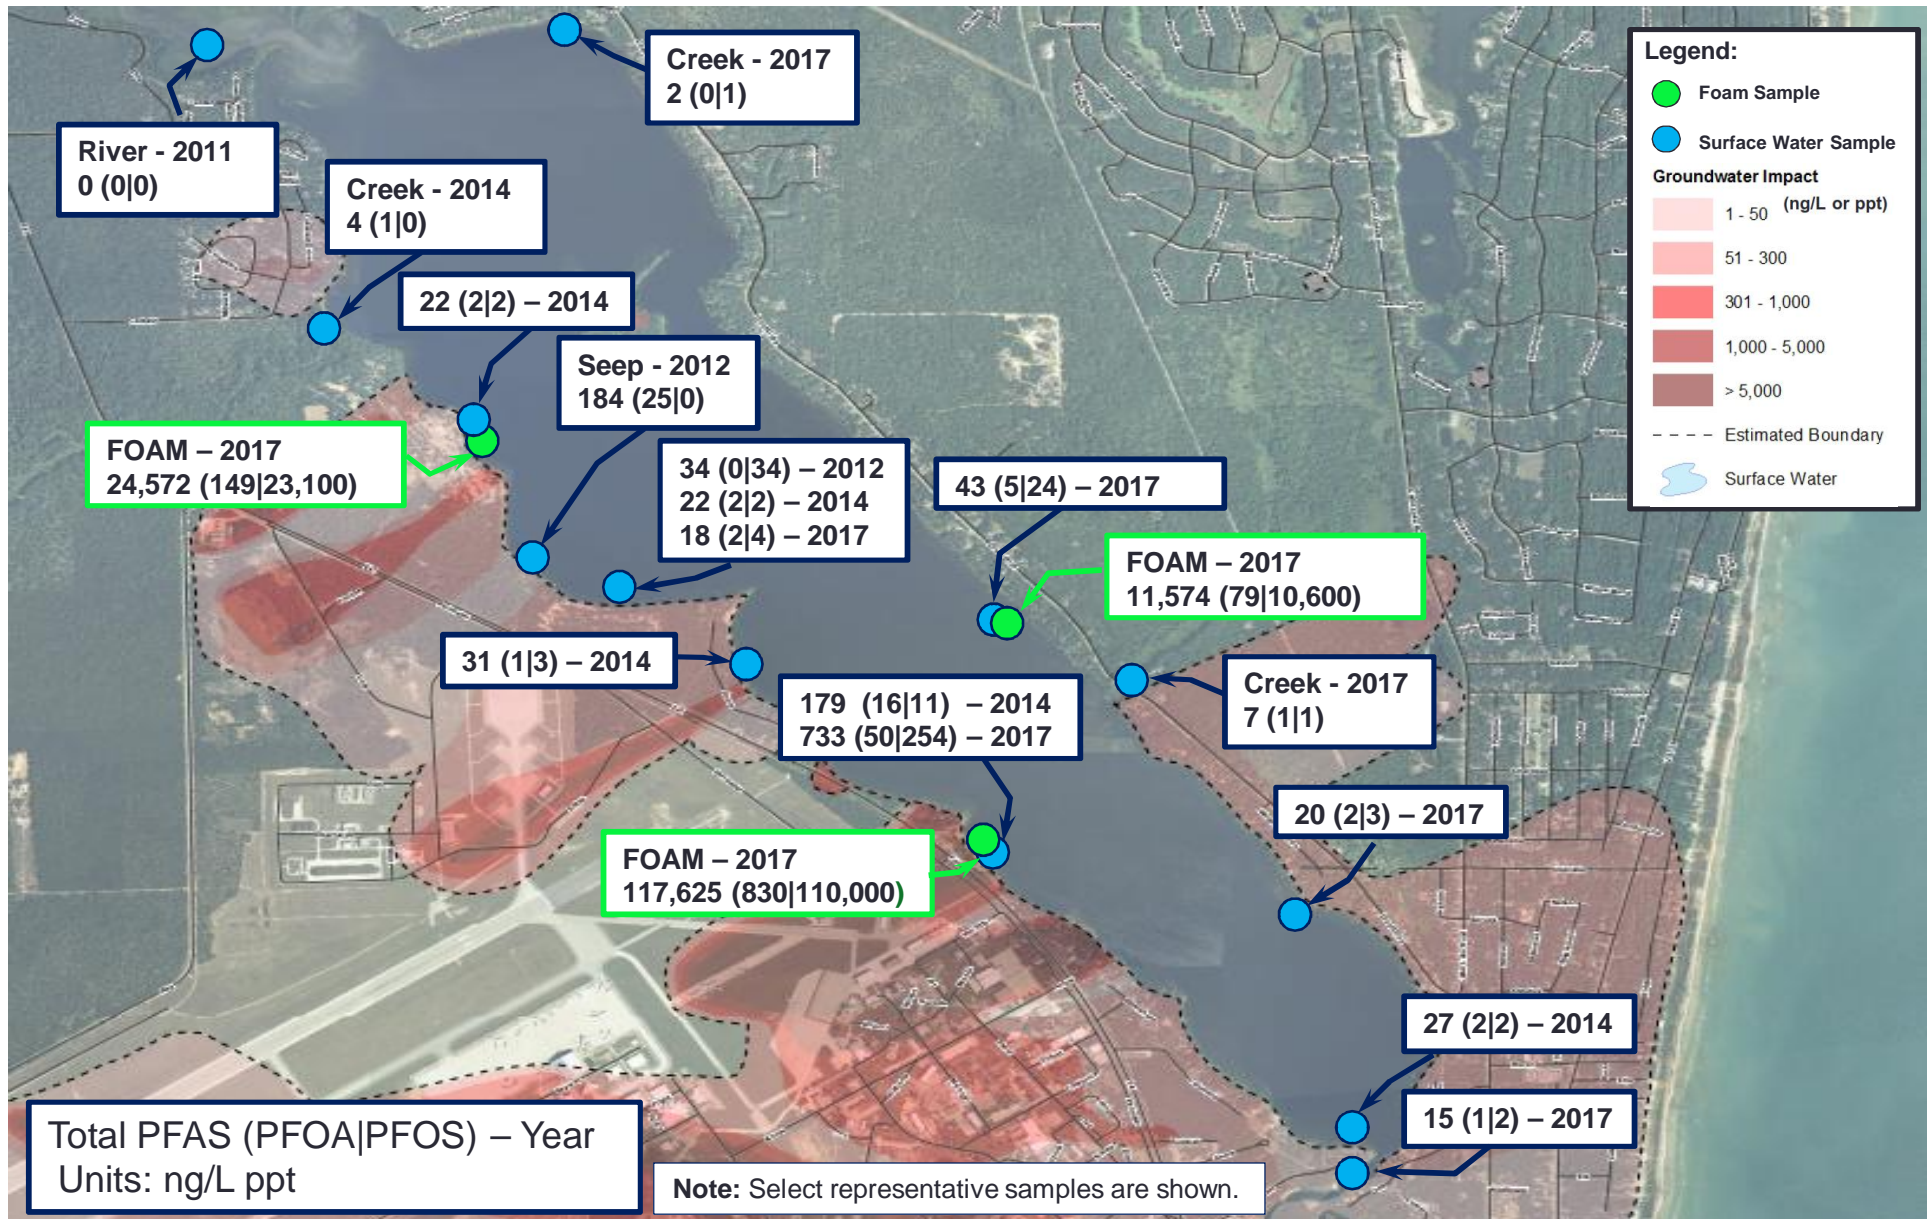 Creek - 2017
2 (0|1)
River - 2011
0 (0|0)
Creek - 2014
4 (1|0)
22 (2|2) – 2014
Seep - 2012
184 (25|0)
FOAM – 2017
24,572 (149|23,100)
34 (0|34) – 2012
22 (2|2) – 2014
18 (2|4) – 2017
43 (5|24) – 2017
FOAM – 2017
11,574 (79|10,600)
31 (1|3) – 2014
Creek - 2017
7 (1|1)
179 (16|11) – 2014
733 (50|254) – 2017
20 (2|3) – 2017
FOAM – 2017
117,625 (830|110,000)
27 (2|2) – 2014
15 (1|2) – 2017
Legend:
Foam Sample
Surface Water Sample
Groundwater Impact
(ng/L or ppt)
1 - 50
51 - 300
301 - 1,000
1,000 - 5,000
> 5,000
Estimated Boundary
Surface Water
Total PFAS (PFOA|PFOS) – Year
Units: ng/L ppt
Note: Select representative samples are shown.